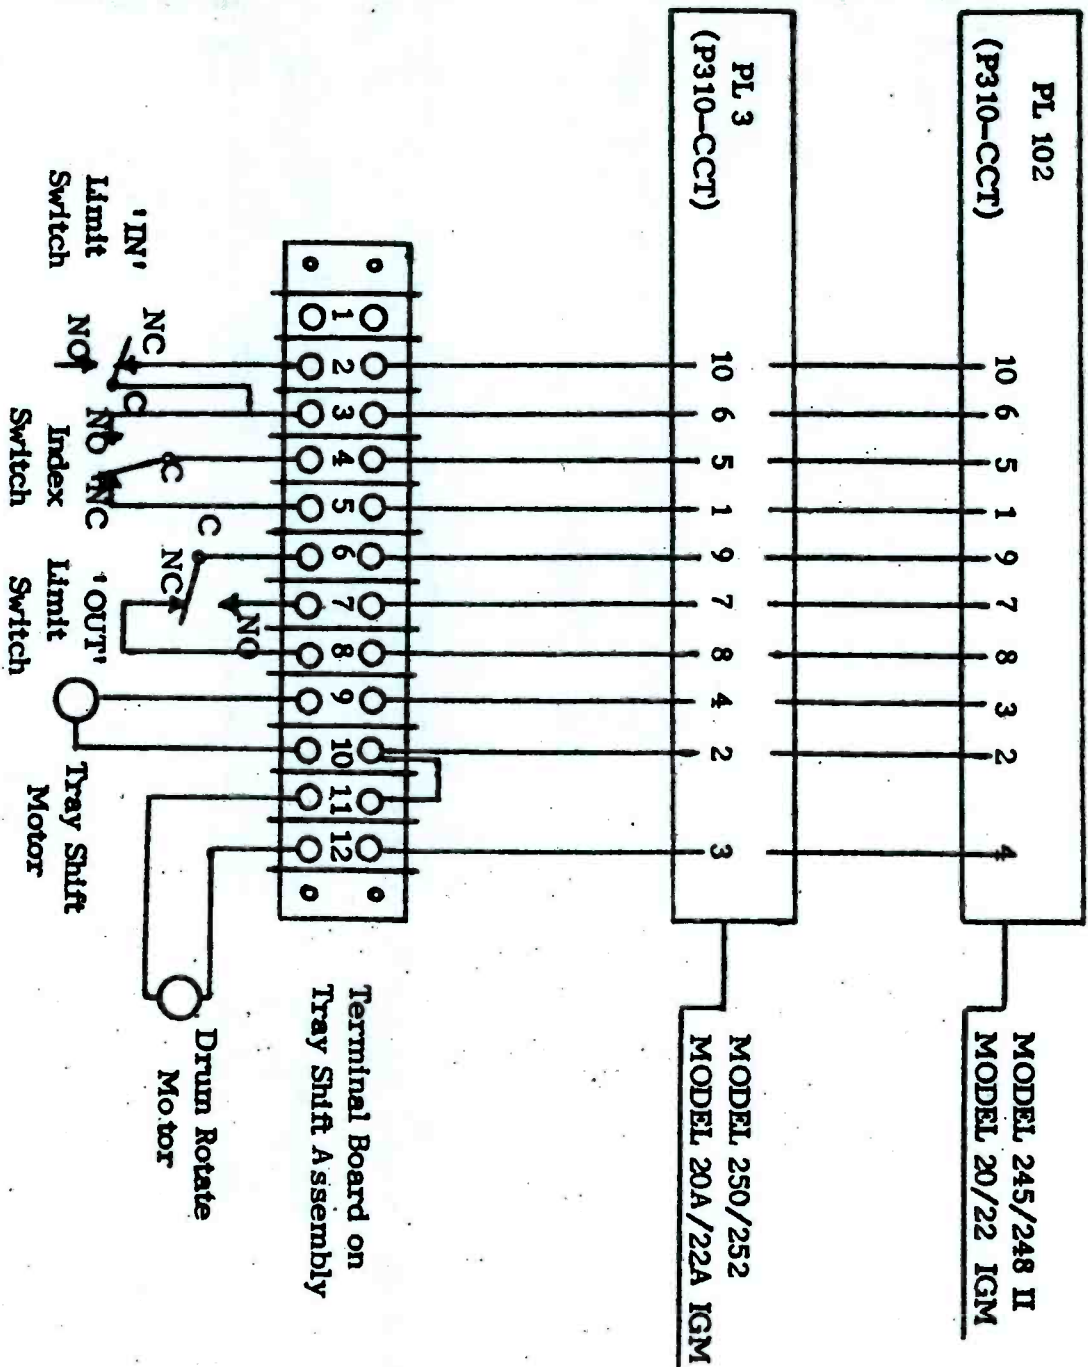 PL 102
(P310-CCT)
10 6 5 1 9 7 8 3 2 4
MODEL 245/248 II
MODEL 20/22 IGM
PL 3
(P310-CCT)
10 6 5 1 9 7 8 4 2 3
MODEL 250/252
MODEL 20A/22A IGM
1 2 3 4 5 6 7 8 9 10 11 12
Terminal Board on
Tray Shift Assembly
'IN'
Limit
Switch
NC
NO
C
NO
C
NC
Index
Switch
C
NC
NO
'OUT'
Limit
Switch
Tray Shift
Motor
Drum Rotate
Motor